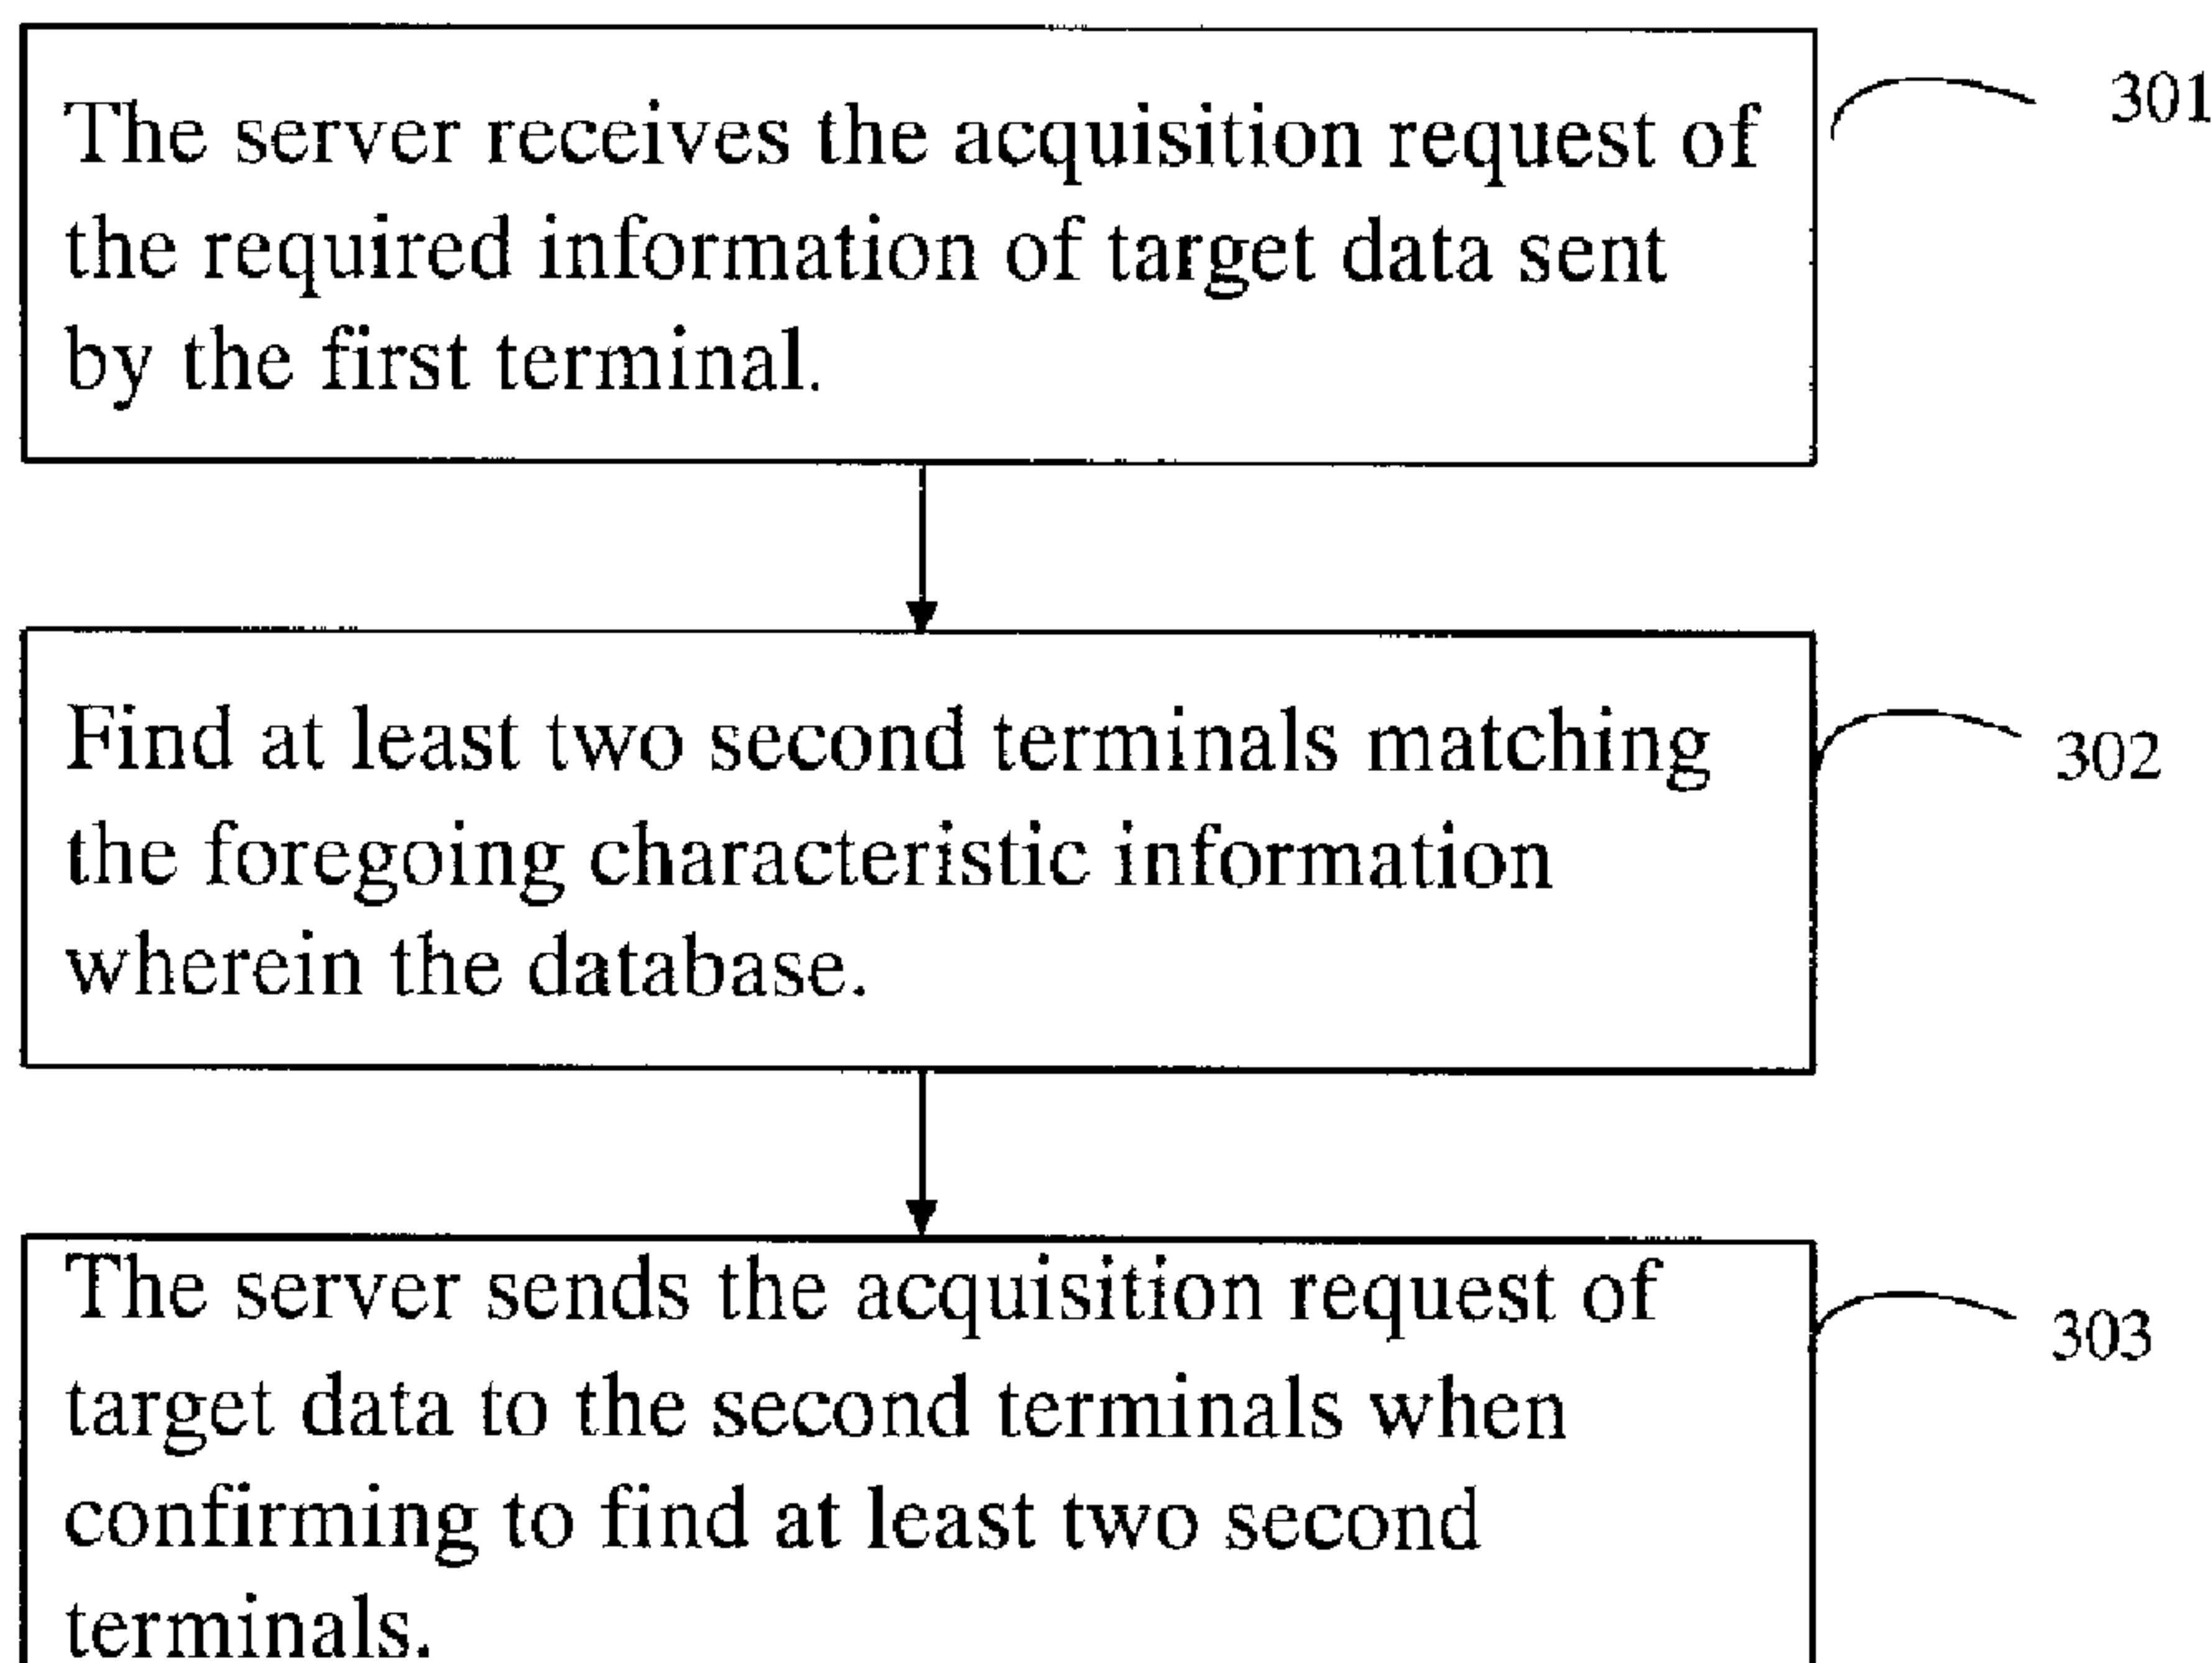 The server receives the acquisition request of
the required information of target data sent
by the first terminal.
301
Find at least two second terminals matching
the foregoing characteristic information
wherein the database.
302
The server sends the acquisition request of
target data to the second terminals when
confirming to find at least two second
terminals.
303